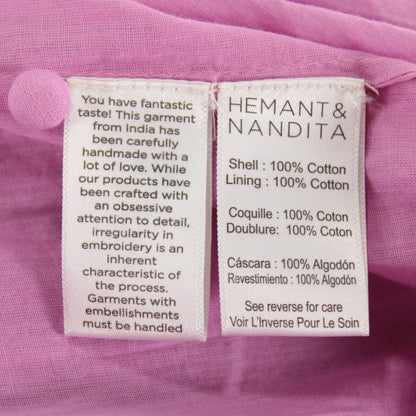 You have fantastic
taste! This garment
from India has
been carefully
handmade with a
lot of love. While
our products have
been crafted with
an obsessive
attention to detail,
irregularity in
embroidery is an
inherent
characteristic of
the process.
Garments with
embellishments
must be handled
HEMANT &
NANDITA
Shell : 100% Cotton
Lining : 100% Cotton
Coquille : 100% Coton
Doublure: 100% Coton
Cáscara : 100% Algodón
Revestimiento : 100% Algodón
See reverse for care
Voir L'Inverse Pour Le Soin